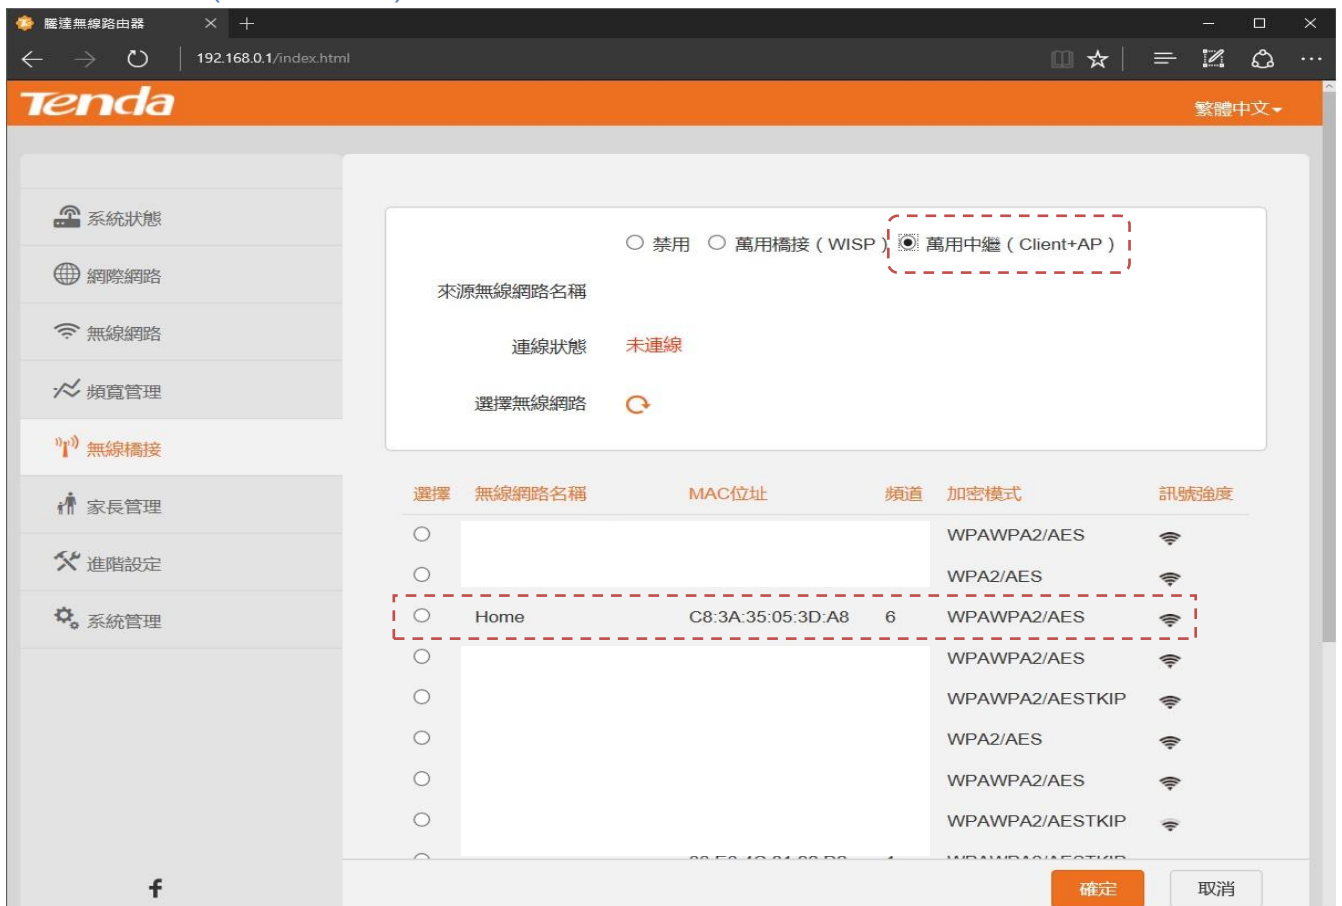 騰達無線路由器
192.168.0.1/index.html
Tenda
繁體中文
系統狀態
網際網路
無線網路
頻寬管理
無線橋接
家長管理
進階設定
系統管理
禁用 萬用橋接(WISP) 萬用中繼(Client+AP)
來源無線網路名稱
連線狀態 未連線
選擇無線網路
選擇 無線網路名稱 MAC位址 頻道 加密模式 訊號強度
WPAWPA2/AES
WPA2/AES
Home C8:3A:35:05:3D:A8 6 WPAWPA2/AES
WPAWPA2/AES
WPAWPA2/AESTKIP
WPA2/AES
WPAWPA2/AES
WPAWPA2/AESTKIP
確定 取消